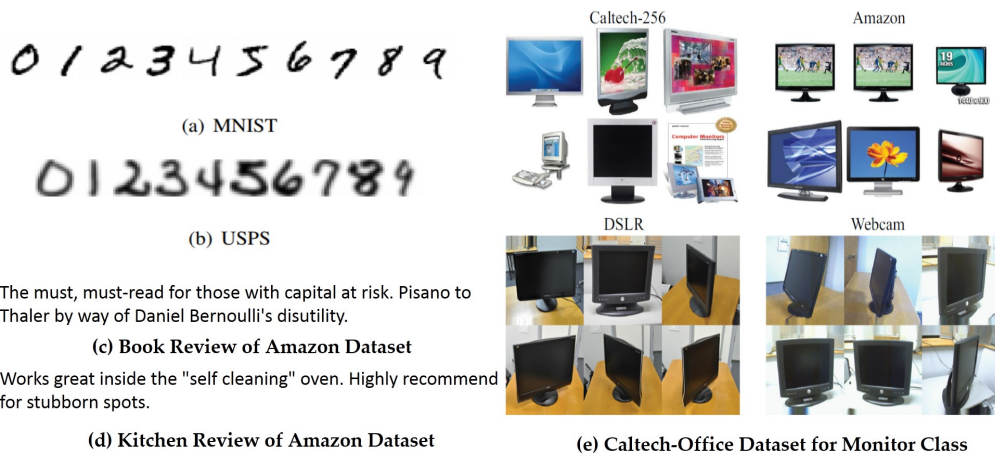 0 1 2 3 4 5 6 7 8 9
(a) MNIST
0 1 2 3 4 5 6 7 8 9
(b) USPS
The must, must-read for those with capital at risk. Pisano to
Thaler by way of Daniel Bernoulli's disutility.
(c) Book Review of Amazon Dataset
Works great inside the "self cleaning" oven. Highly recommend
for stubborn spots.
(d) Kitchen Review of Amazon Dataset
Caltech-256
Computer Monitors
Amazon
19
INCHES
1440 x 900
DSLR
Webcam
(e) Caltech-Office Dataset for Monitor Class